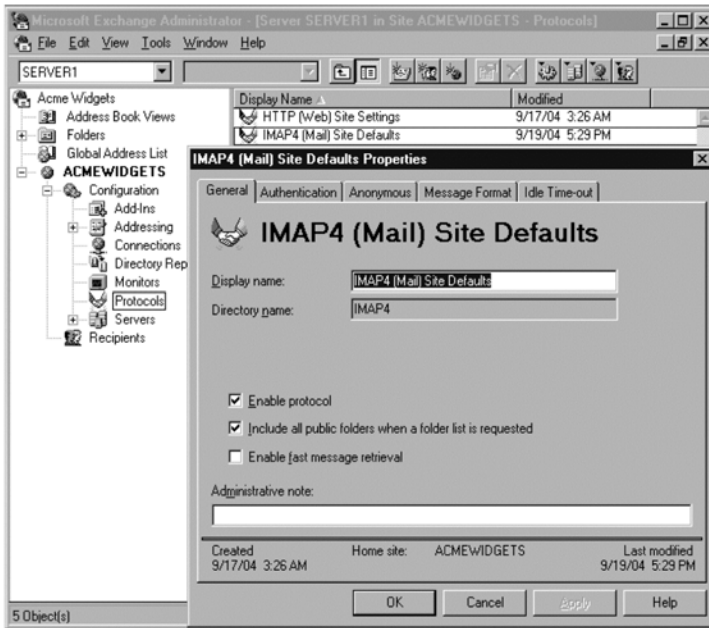 Microsoft Exchange Administrator - [Server SERVER1 in Site ACMEWIDGETS - Protocols]
File Edit View Tools Window Help
SERVER1
Acme Widgets
Address Book Views
Folders
Global Address List
ACMEWIDGETS
Configuration
Add-Ins
Addressing
Connections
Directory Rep
Monitors
Protocols
Servers
Recipients
Display Name Modified
HTTP (Web) Site Settings 9/17/04 3:26 AM
IMAP4 (Mail) Site Defaults 9/19/04 5:29 PM
IMAP4 (Mail) Site Defaults Properties
General Authentication Anonymous Message Format Idle Time-out
IMAP4 (Mail) Site Defaults
Display name: IMAP4 (Mail) Site Defaults
Directory name: IMAP4
Enable protocol
Include all public folders when a folder list is requested
Enable fast message retrieval
Administrative note:
Created Home site: ACMEWIDGETS Last modified
9/17/04 3:26 AM 9/19/04 5:29 PM
OK Cancel Apply Help
5 Object(s)